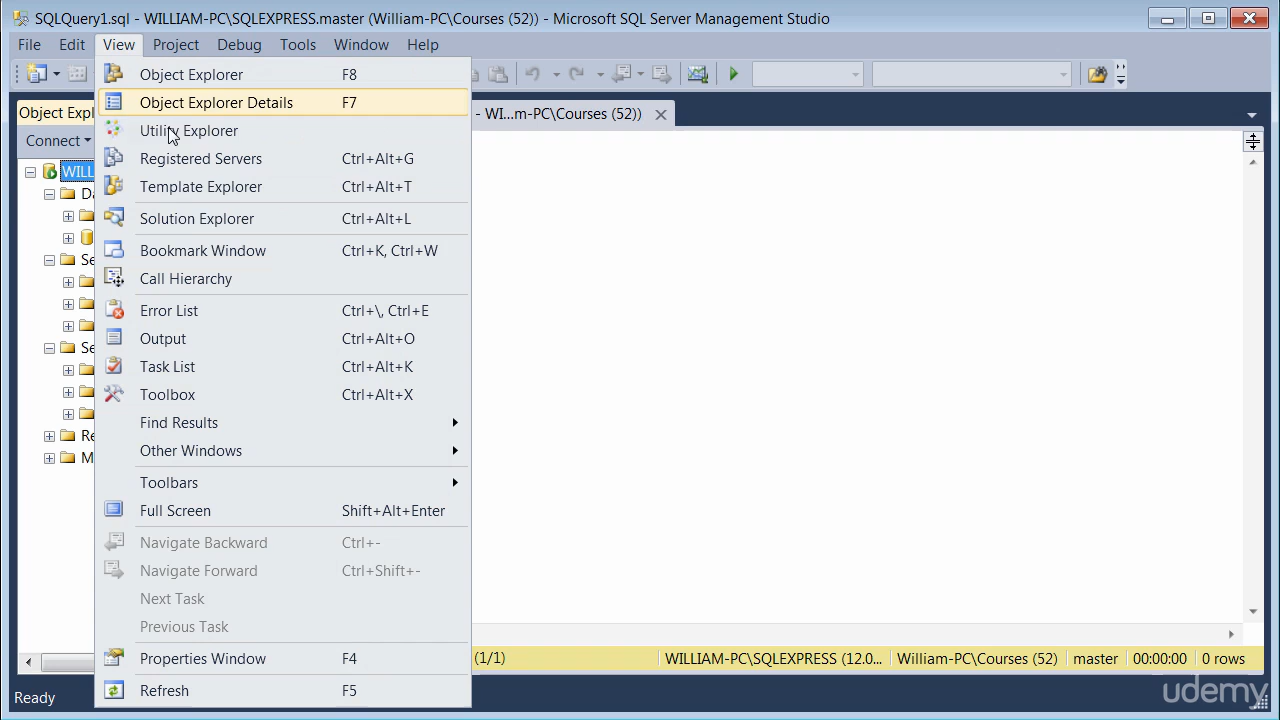 SQLQuery1.sql - WILLIAM-PC\SQLEXPRESS.master (William-PC\Courses (52)) - Microsoft SQL Server Management Studio
File Edit View Project Debug Tools Window Help
Object Explorer F8
Object Explorer Details F7
Utility Explorer
Registered Servers Ctrl+Alt+G
Template Explorer Ctrl+Alt+T
Solution Explorer Ctrl+Alt+L
Bookmark Window Ctrl+K, Ctrl+W
Call Hierarchy
Error List Ctrl+\, Ctrl+E
Output Ctrl+Alt+O
Task List Ctrl+Alt+K
Toolbox Ctrl+Alt+X
Find Results
Other Windows
Toolbars
Full Screen Shift+Alt+Enter
Navigate Backward Ctrl+-
Navigate Forward Ctrl+Shift+-
Next Task
Previous Task
Properties Window F4
Refresh F5
Object Explor
Connect
WILL
Da
Se
Se
Re
M
- WI...m-PC\Courses (52))
(1/1) WILLIAM-PC\SQLEXPRESS (12.0... William-PC\Courses (52) master 00:00:00 0 rows
Ready
udemy